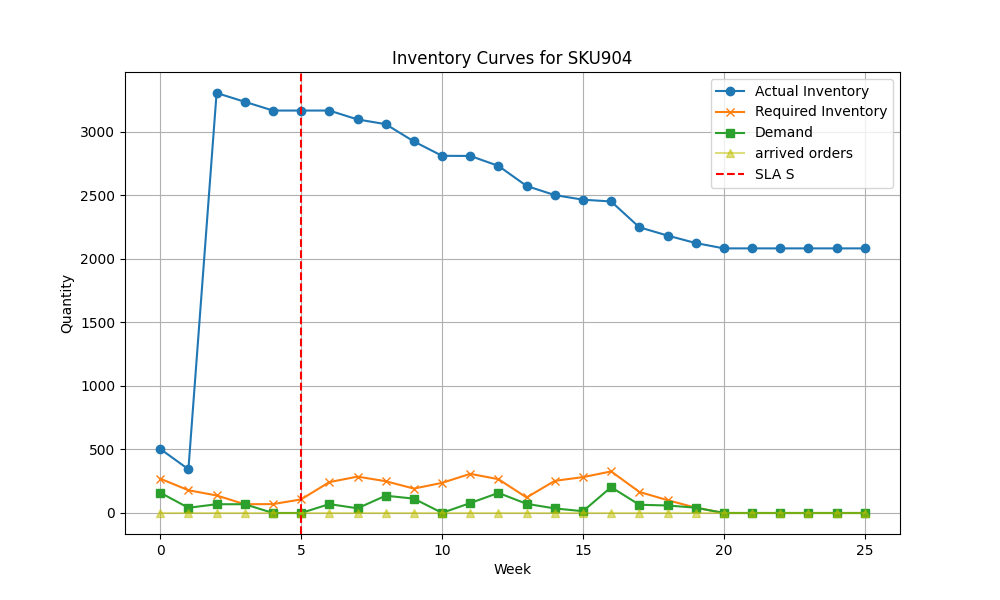 Inventory Curves for SKU904
Actual Inventory
Required Inventory
Demand
arrived orders
SLA S
Quantity
3000
2500
2000
1500
1000
500
0
0 5 10 15 20 25
Week